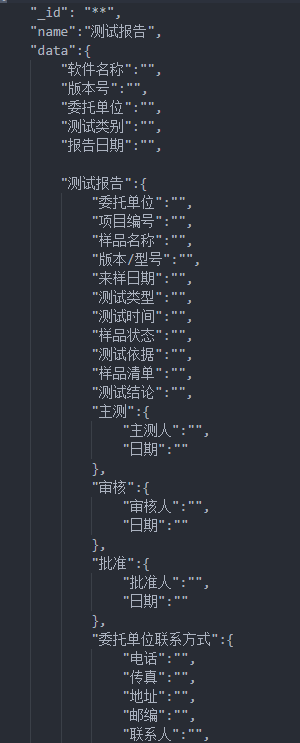 "_id": "**",
"name":"测试报告",
"data":{
"软件名称":"",
"版本号":"",
"委托单位":"",
"测试类别":"",
"报告日期":"",
"测试报告":{
"委托单位":"",
"项目编号":"",
"样品名称":"",
"版本/型号":"",
"来样日期":"",
"测试类型":"",
"测试时间":"",
"样品状态":"",
"测试依据":"",
"样品清单":"",
"测试结论":"",
"主测":{
"主测人":"",
"日期":""
},
"审核":{
"审核人":"",
"日期":""
},
"批准":{
"批准人":"",
"日期":""
},
"委托单位联系方式":{
"电话":"",
"传真":"",
"地址":"",
"邮编":"",
"联系人":"",